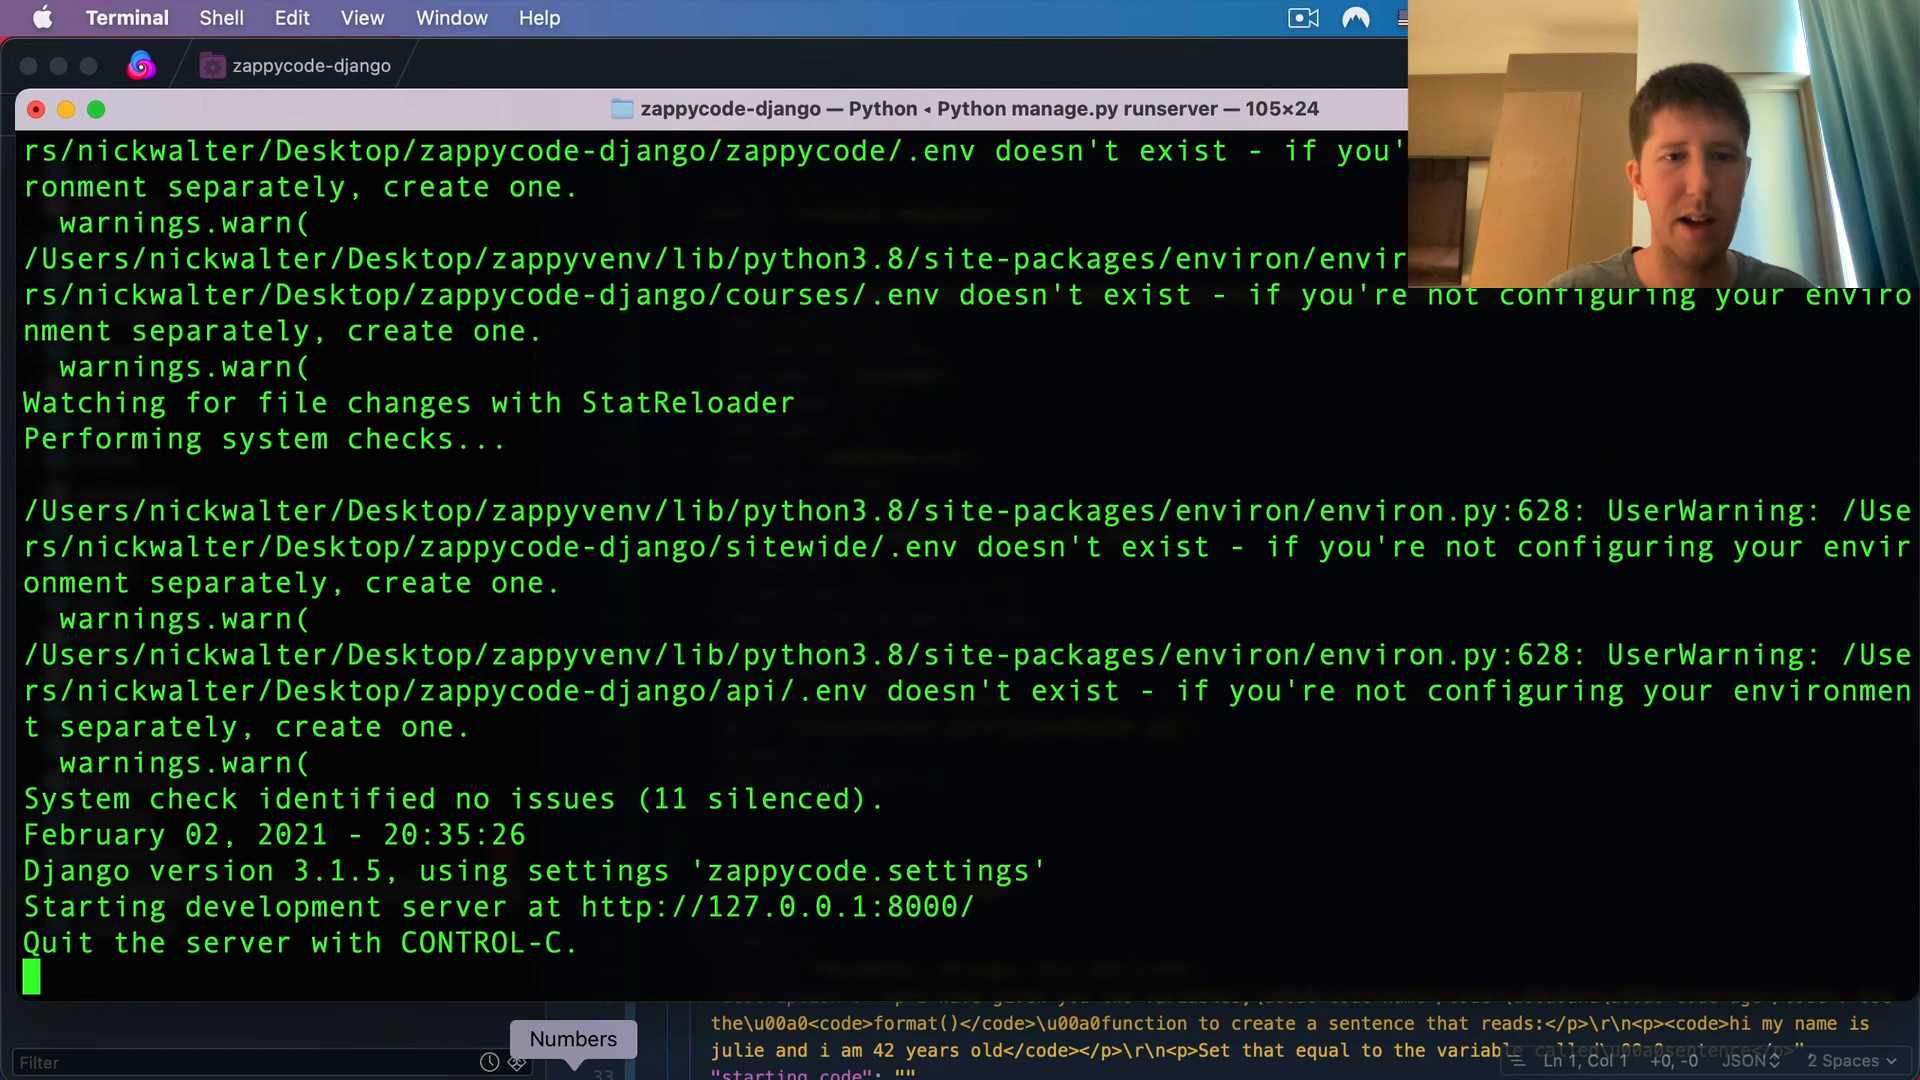 Terminal Shell Edit View Window Help
zappycode-django
zappycode-django — Python ◂ Python manage.py runserver — 105×24
rs/nickwalter/Desktop/zappycode-django/zappycode/.env doesn't exist - if you'
ronment separately, create one.
  warnings.warn(
/Users/nickwalter/Desktop/zappyvenv/lib/python3.8/site-packages/environ/envir
rs/nickwalter/Desktop/zappycode-django/courses/.env doesn't exist - if you're not configuring your enviro
nment separately, create one.
  warnings.warn(
Watching for file changes with StatReloader
Performing system checks...
/Users/nickwalter/Desktop/zappyvenv/lib/python3.8/site-packages/environ/environ.py:628: UserWarning: /Use
rs/nickwalter/Desktop/zappycode-django/sitewide/.env doesn't exist - if you're not configuring your envir
onment separately, create one.
  warnings.warn(
/Users/nickwalter/Desktop/zappyvenv/lib/python3.8/site-packages/environ/environ.py:628: UserWarning: /Use
rs/nickwalter/Desktop/zappycode-django/api/.env doesn't exist - if you're not configuring your environmen
t separately, create one.
  warnings.warn(
System check identified no issues (11 silenced).
February 02, 2021 - 20:35:26
Django version 3.1.5, using settings 'zappycode.settings'
Starting development server at http://127.0.0.1:8000/
Quit the server with CONTROL-C.
the\u00a0<code>format()</code>\u00a0function to create a sentence that reads:</p>\r\n<p><code>hi my name is
julie and i am 42 years old</code></p>\r\n<p>Set that equal to the variable called\u00a0sentence</p>",
"starting_code": ""
Numbers
Filter
33
Ln 1, Col 1 +0, -0 JSON 2 Spaces